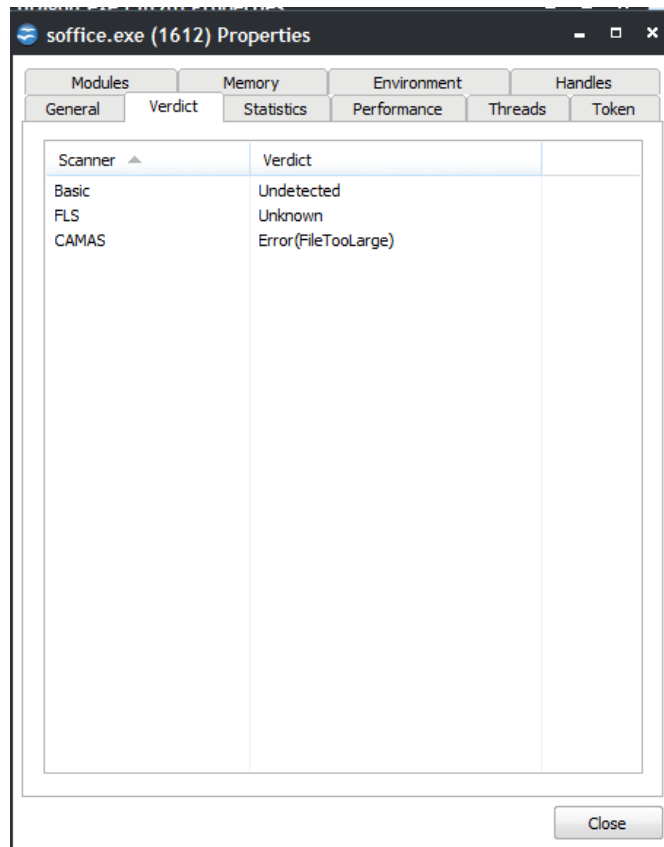 soffice.exe (1612) Properties
Modules Memory Environment Handles
General Verdict Statistics Performance Threads Token
Scanner Verdict
Basic Undetected
FLS Unknown
CAMAS Error(FileTooLarge)
Close